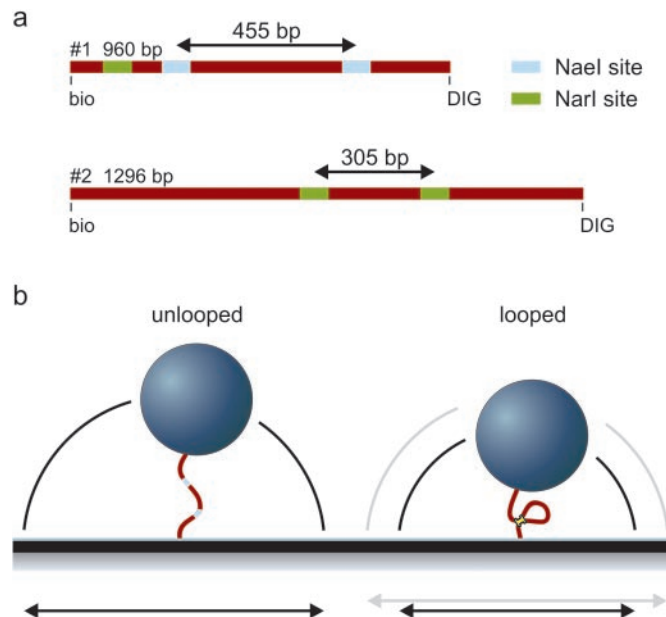 a
455 bp
#1 960 bp
NaeI site
NarI site
bio
DIG
305 bp
#2 1296 bp
bio
DIG
b
unlooped
looped